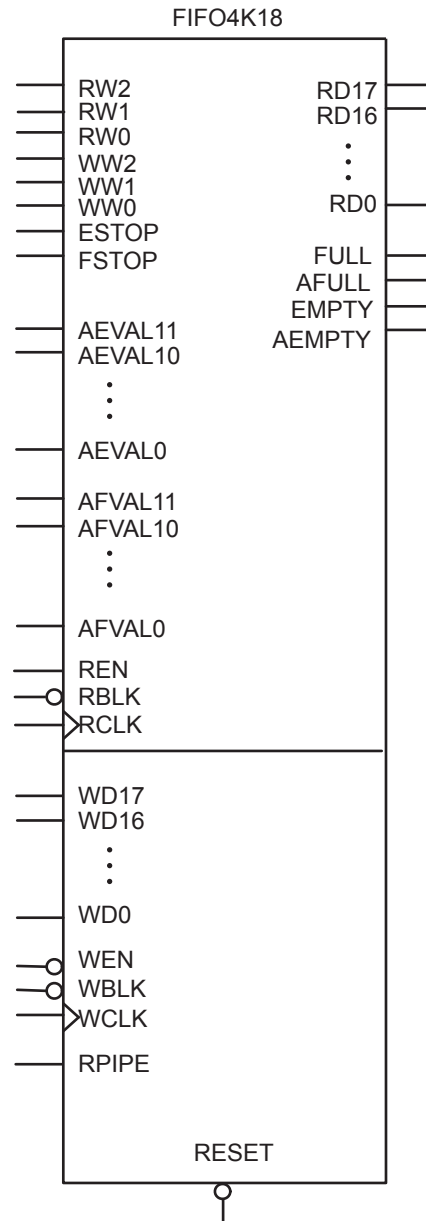 FIFO4K18
RW2
RW1
RW0
WW2
WW1
WW0
ESTOP
FSTOP
AEVAL11
AEVAL10
AEVAL0
AFVAL11
AFVAL10
AFVAL0
REN
RBLK
RCLK
RD17
RD16
RD0
FULL
AFULL
EMPTY
AEMPTY
WD17
WD16
WD0
WEN
WBLK
WCLK
RPIPE
RESET